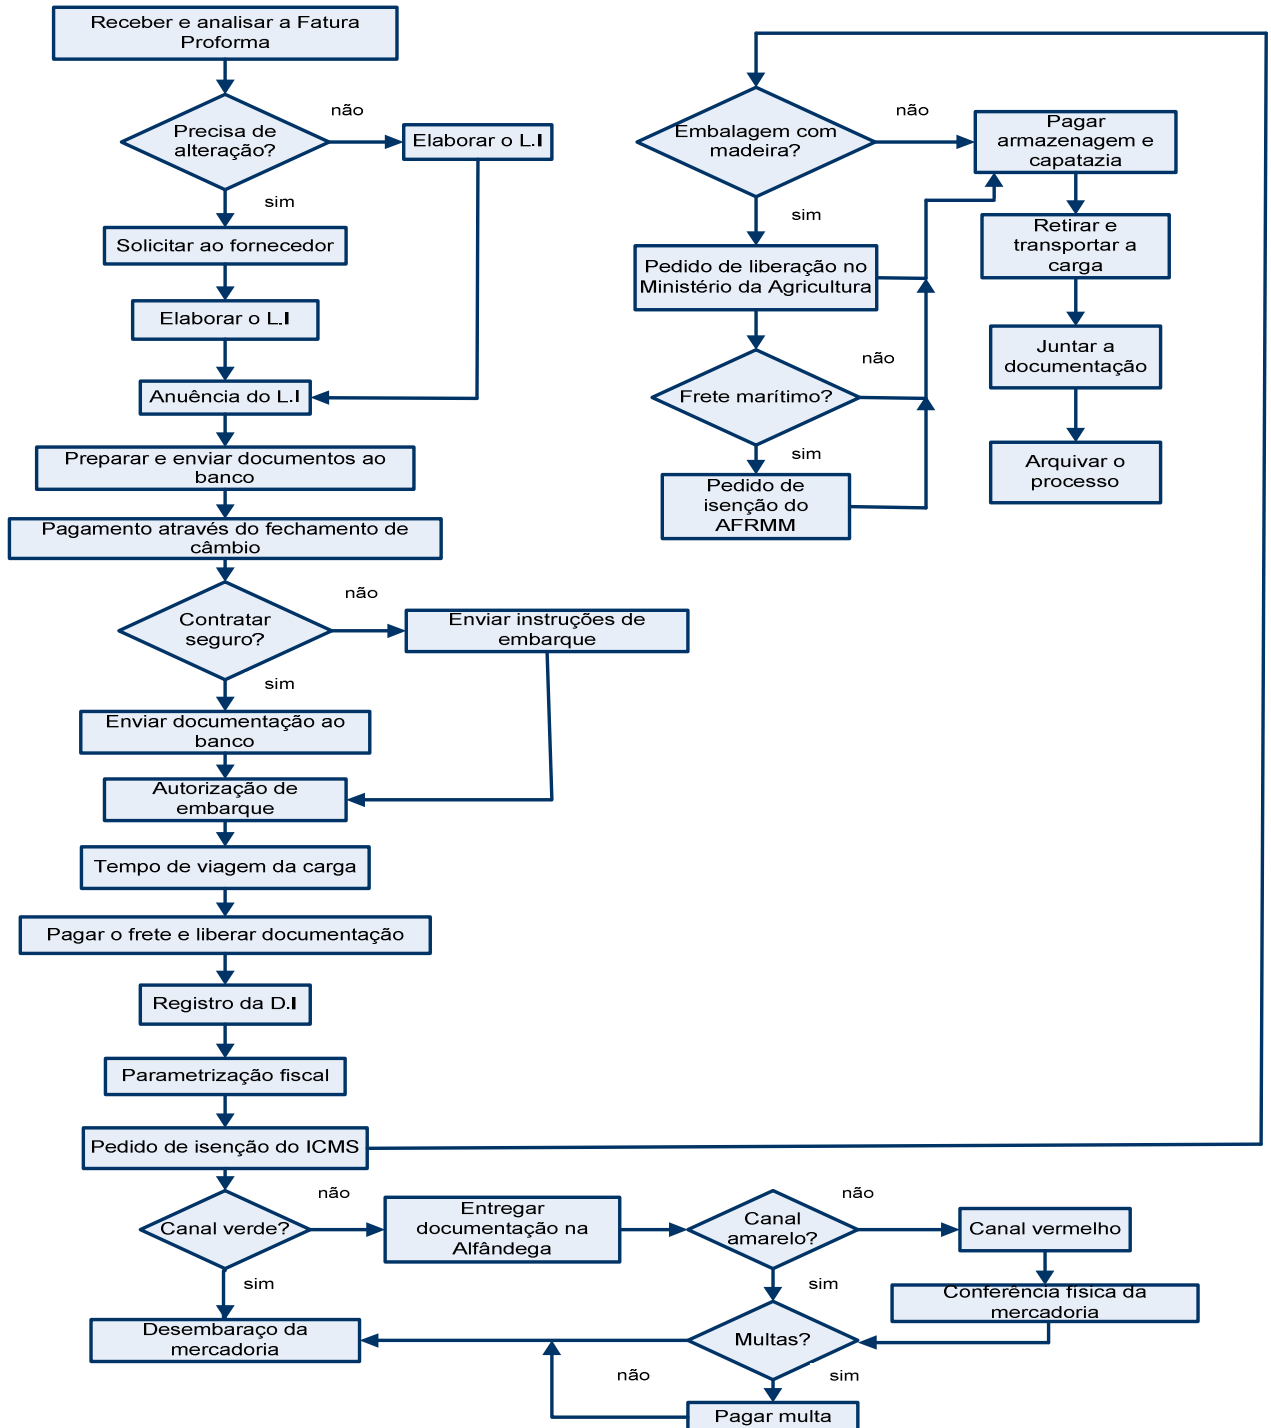 Receber e analisar a Fatura
Proforma
Precisa de
alteração?
não
Elaborar o L.I
sim
Solicitar ao fornecedor
Elaborar o L.I
Anuência do L.I
Preparar e enviar documentos ao
banco
Pagamento através do fechamento de
câmbio
Contratar
seguro?
não
Enviar instruções de
embarque
sim
Enviar documentação ao
banco
Autorização de
embarque
Tempo de viagem da carga
Pagar o frete e liberar documentação
Registro da D.I
Parametrização fiscal
Pedido de isenção do ICMS
Canal verde?
não
Entregar
documentação na
Alfândega
Canal
amarelo?
não
Canal vermelho
sim
sim
Conferência física da
mercadoria
Desembaraço da
mercadoria
Multas?
não
sim
Pagar multa
Embalagem com
madeira?
não
Pagar
armazenagem e
capatazia
sim
Pedido de liberação no
Ministério da Agricultura
Retirar e
transportar a
carga
Frete marítimo?
não
Juntar a
documentação
sim
Pedido de
isenção do
AFRMM
Arquivar o
processo